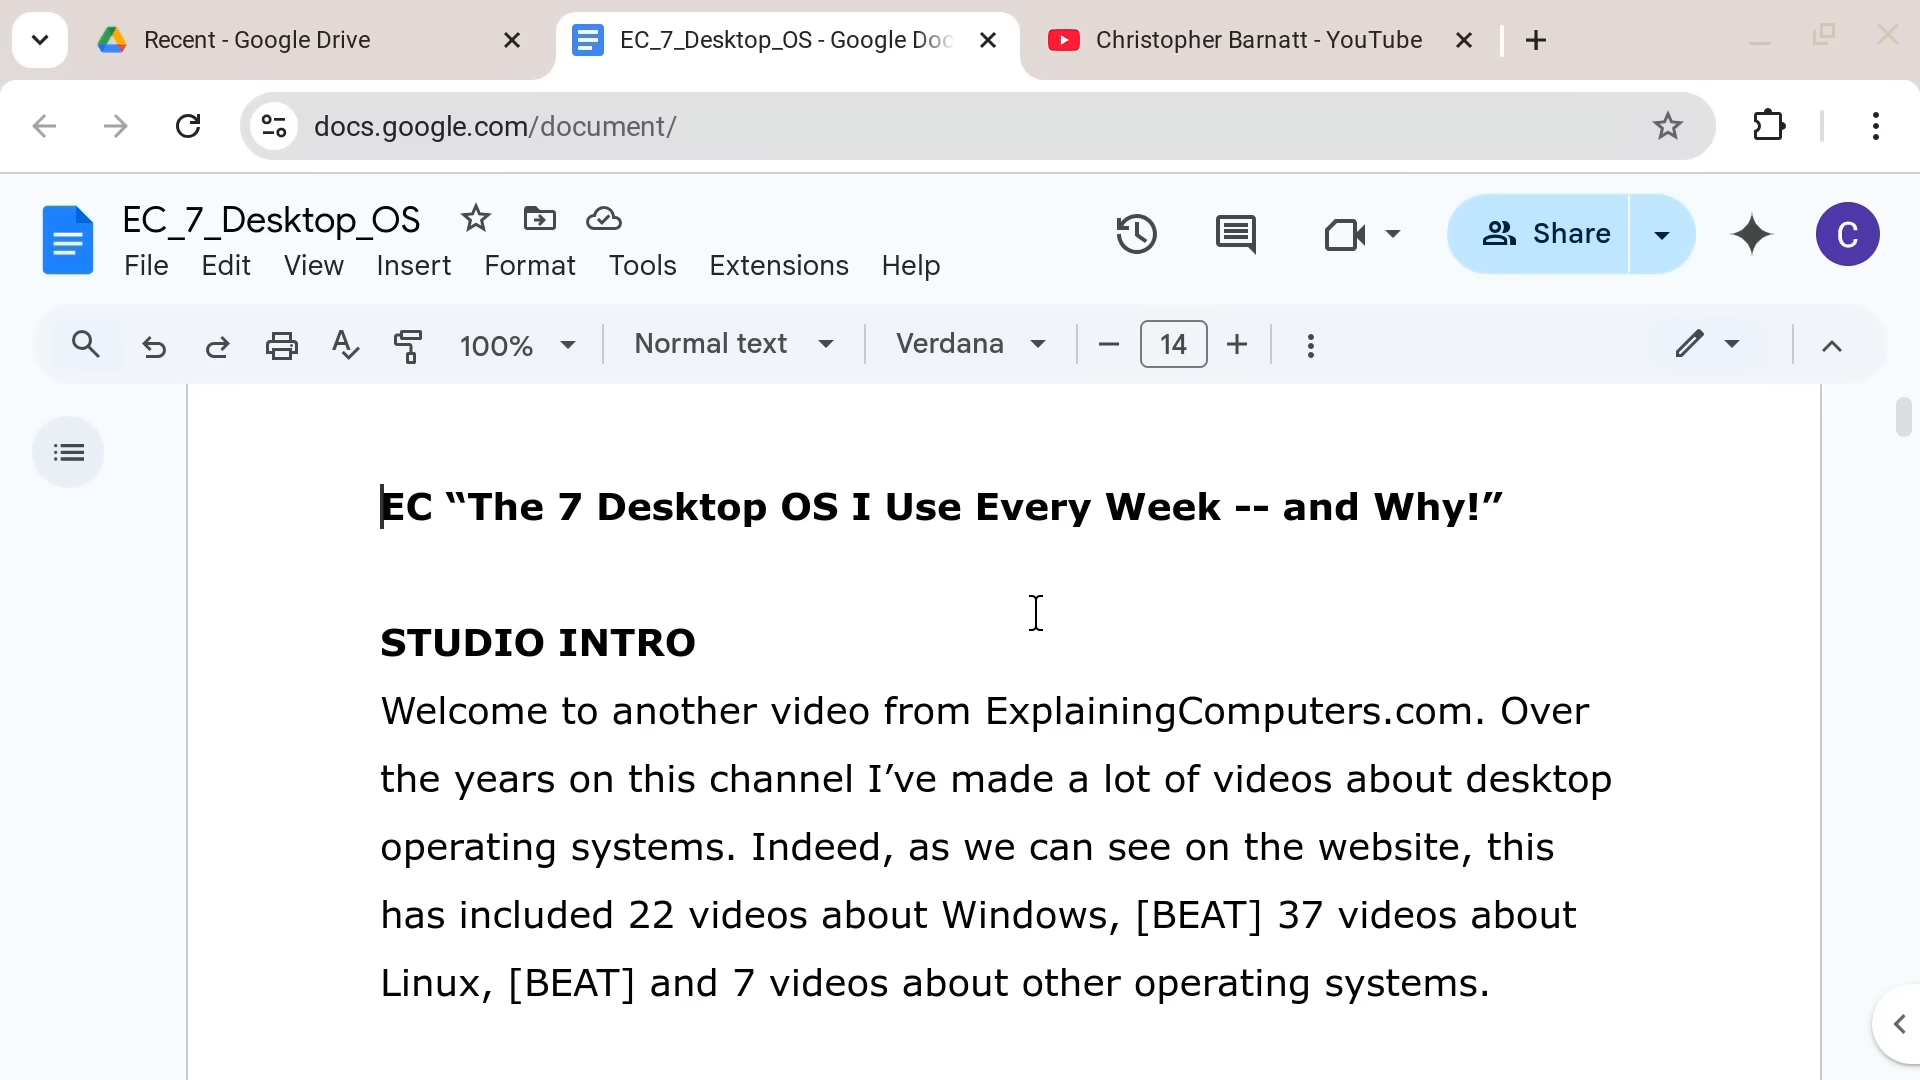 Recent - Google Drive
EC_7_Desktop_OS - Google Doc
Christopher Barnatt - YouTube
docs.google.com/document/
EC_7_Desktop_OS
Share
C
File Edit View Insert Format Tools Extensions Help
100% Normal text Verdana 14
EC “The 7 Desktop OS I Use Every Week -- and Why!”
STUDIO INTRO
Welcome to another video from ExplainingComputers.com. Over
the years on this channel I’ve made a lot of videos about desktop
operating systems. Indeed, as we can see on the website, this
has included 22 videos about Windows, [BEAT] 37 videos about
Linux, [BEAT] and 7 videos about other operating systems.